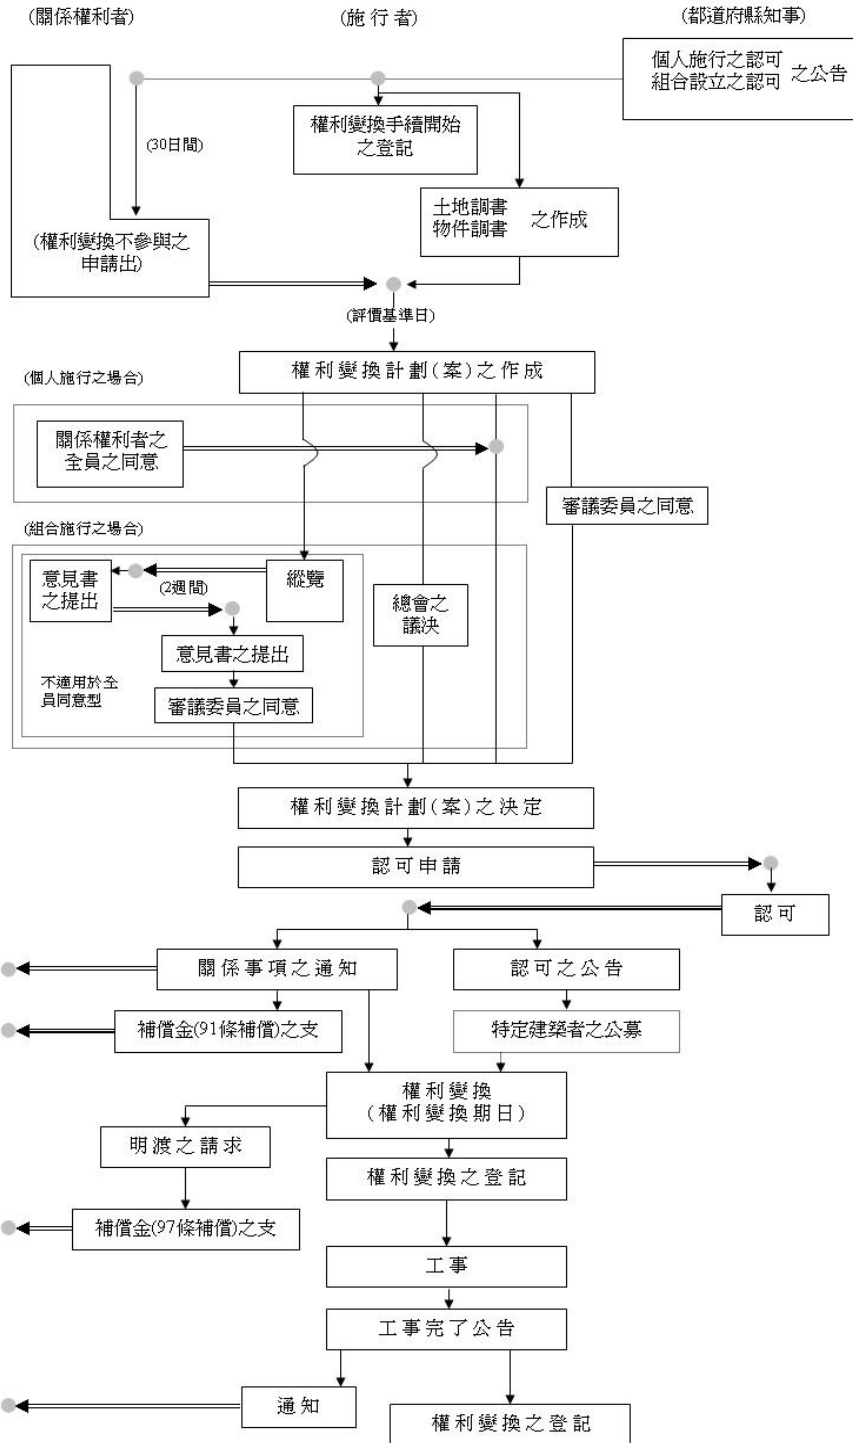 (關係權利者)
(施行者)
(都道府縣知事)
個人施行之認可
組合設立之認可
之公告
(30日間)
權利變換手續開始
之登記
土地調書
物件調書
之作成
(權利變換不參與之
申請出)
(評價基準日)
權利變換計劃(案)之作成
(個人施行之場合)
關係權利者之
全員之同意
審議委員之同意
(組合施行之場合)
意見書
之提出
(2週間)
縱覽
總會之
議決
意見書之提出
不適用於全
員同意型
審議委員之同意
權利變換計劃(案)之決定
認可申請
認可
關係事項之通知
認可之公告
補償金(91條補償)之支
特定建築者之公募
權利變換
(權利變換期日)
明渡之請求
權利變換之登記
補償金(97條補償)之支
工事
工事完了公告
通知
權利變換之登記